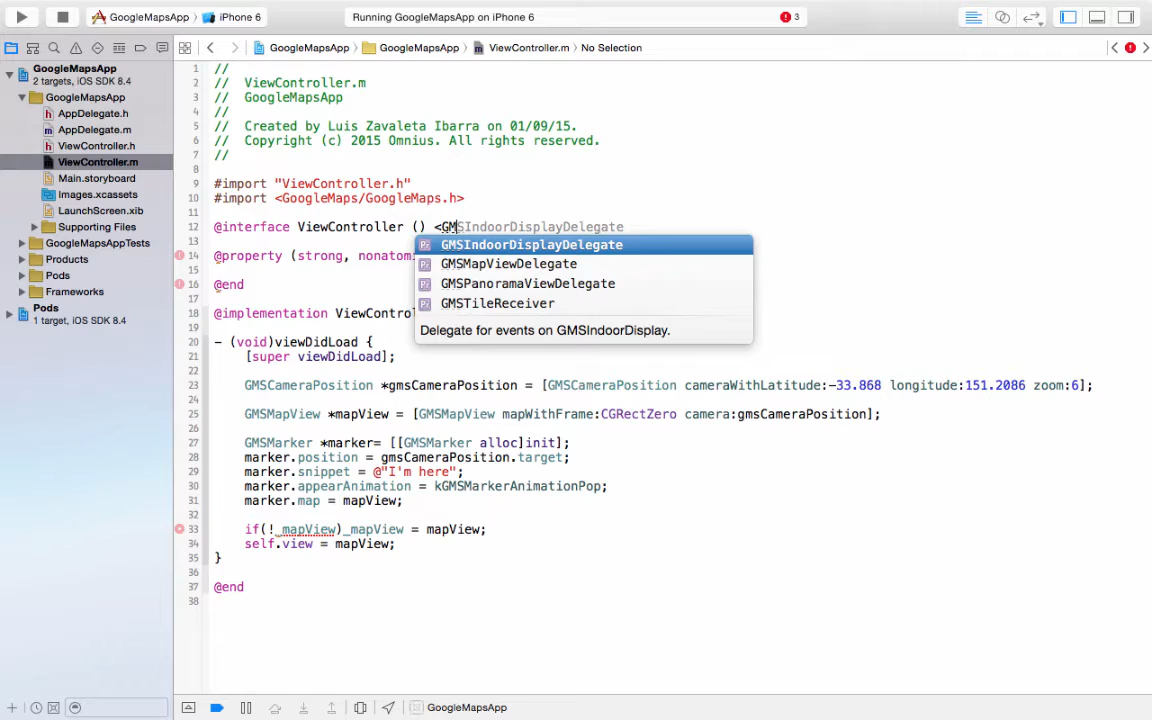 GoogleMapsApp
iPhone 6
Running GoogleMapsApp on iPhone 6
3
GoogleMapsApp
GoogleMapsApp
ViewController.m
No Selection
GoogleMapsApp
2 targets, iOS SDK 8.4
GoogleMapsApp
AppDelegate.h
AppDelegate.m
ViewController.h
ViewController.m
Main.storyboard
Images.xcassets
LaunchScreen.xib
Supporting Files
GoogleMapsAppTests
Products
Pods
Frameworks
Pods
1 target, iOS SDK 8.4
1 //
2 //  ViewController.m
3 //  GoogleMapsApp
4 //
5 //  Created by Luis Zavaleta Ibarra on 01/09/15.
6 //  Copyright (c) 2015 Omnius. All rights reserved.
7 //
8
9 #import "ViewController.h"
10 #import <GoogleMaps/GoogleMaps.h>
11
12 @interface ViewController () <GMSIndoorDisplayDelegate
13
14 @property (strong, nonatomi
15
16 @end
17
18 @implementation ViewContro
19
20 - (void)viewDidLoad {
21     [super viewDidLoad];
22
23     GMSCameraPosition *gmsCameraPosition = [GMSCameraPosition cameraWithLatitude:-33.868 longitude:151.2086 zoom:6];
24
25     GMSMapView *mapView = [GMSMapView mapWithFrame:CGRectZero camera:gmsCameraPosition];
26
27     GMSMarker *marker= [[GMSMarker alloc]init];
28     marker.position = gmsCameraPosition.target;
29     marker.snippet = @"I'm here";
30     marker.appearAnimation = kGMSMarkerAnimationPop;
31     marker.map = mapView;
32
33     if(!_mapView)_mapView = mapView;
34     self.view = mapView;
35 }
36
37 @end
38
GMSIndoorDisplayDelegate
GMSMapViewDelegate
GMSPanoramaViewDelegate
GMSTileReceiver
Delegate for events on GMSIndoorDisplay.
GoogleMapsApp